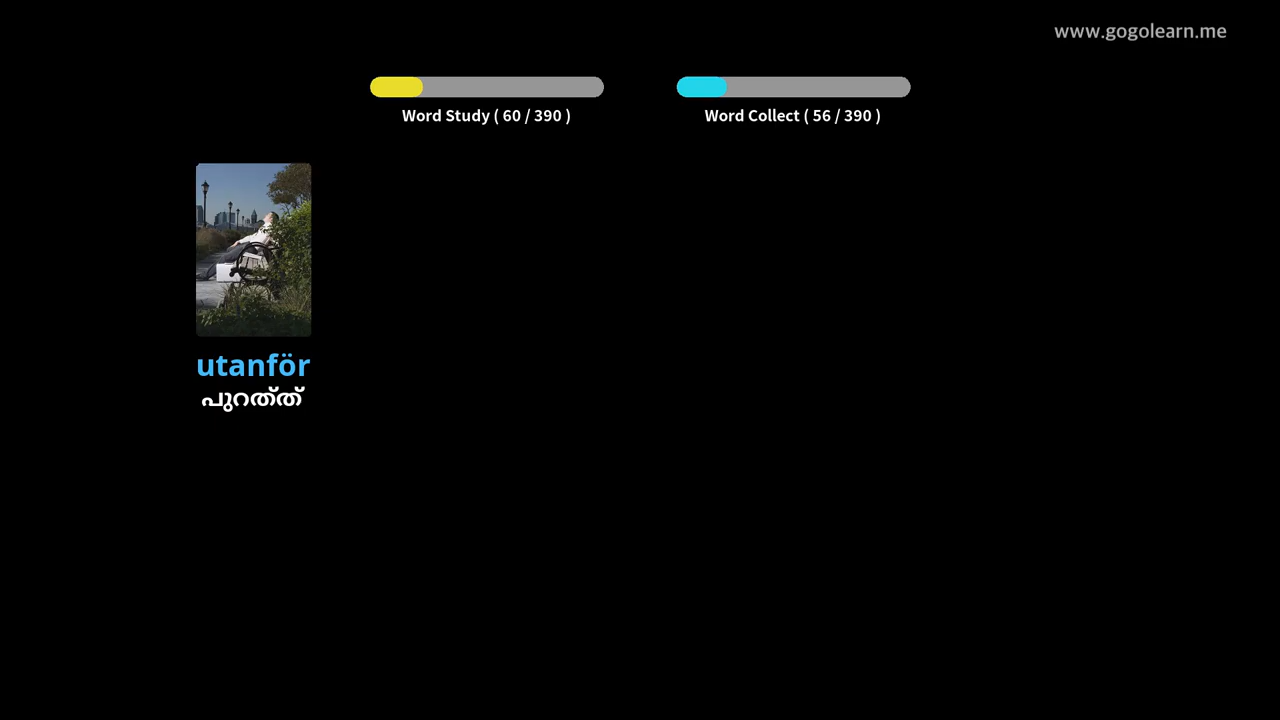 www.gogolearn.me
Word Study ( 60 / 390 )
Word Collect ( 56 / 390 )
utanför
പുറത്ത്